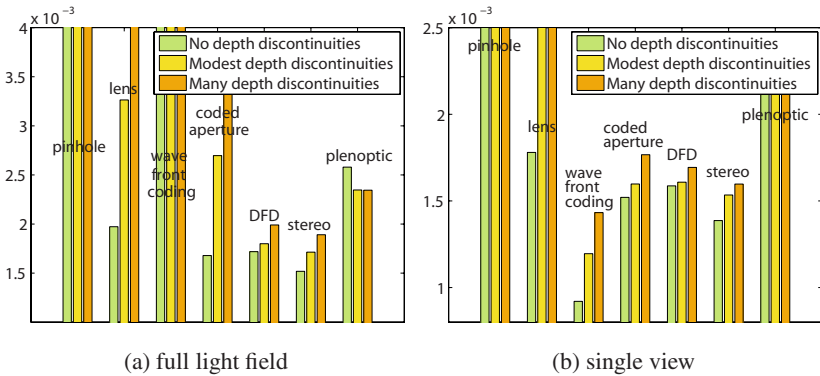 x 10⁻³
4
3.5
3
2.5
2
1.5
No depth discontinuities
Modest depth discontinuities
Many depth discontinuities
pinhole
lens
wave
front
coding
coded
aperture
DFD
stereo
plenoptic
(a) full light field
x 10⁻³
2.5
2
1.5
1
No depth discontinuities
Modest depth discontinuities
Many depth discontinuities
pinhole
lens
wave
front
coding
coded
aperture
DFD
stereo
plenoptic
(b) single view